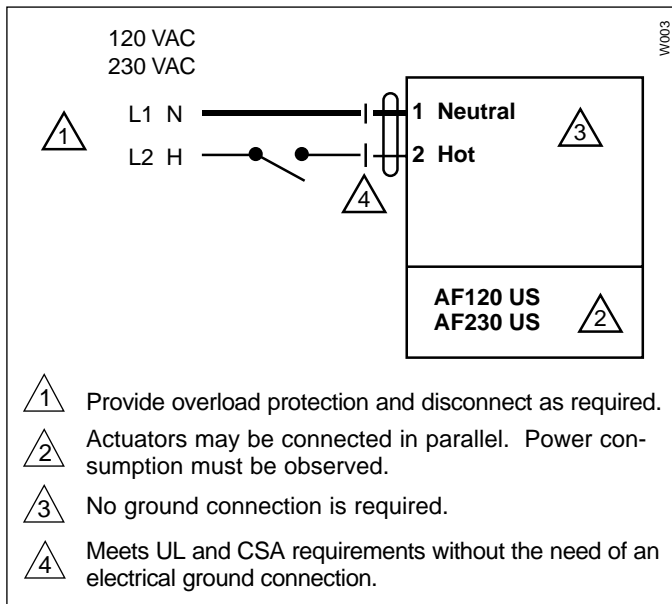 W003
120 VAC
230 VAC
L1 N
1 Neutral
1
3
L2 H
2 Hot
4
AF120 US
AF230 US
2
1 Provide overload protection and disconnect as required.
2 Actuators may be connected in parallel. Power con-
sumption must be observed.
3 No ground connection is required.
4 Meets UL and CSA requirements without the need of an
electrical ground connection.